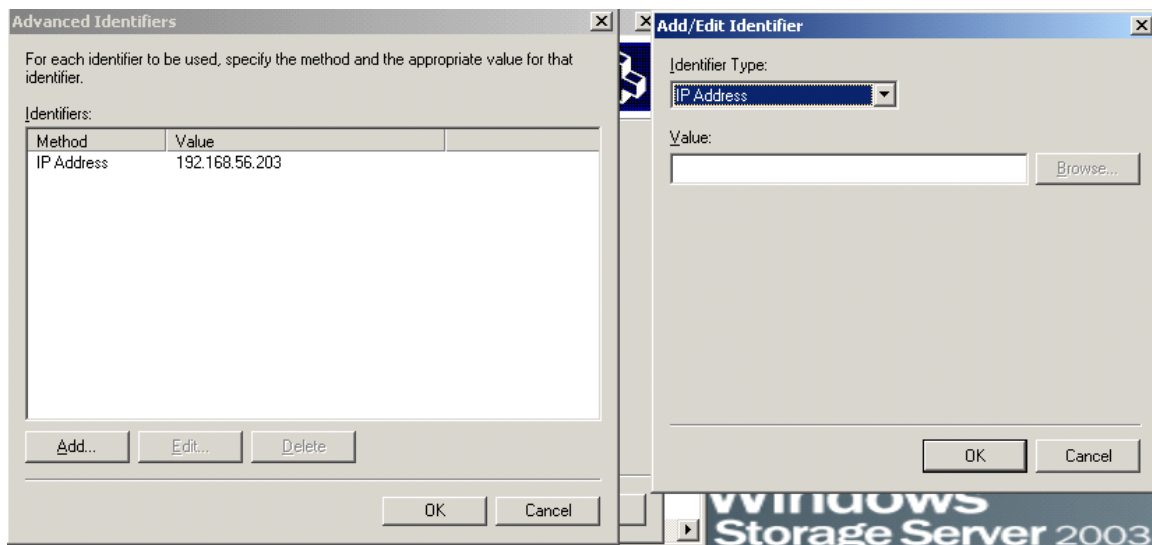 Advanced Identifiers
For each identifier to be used, specify the method and the appropriate value for that
identifier.
Identifiers:
Method Value
IP Address 192.168.56.203
Add... Edit... Delete
OK Cancel
Add/Edit Identifier
Identifier Type:
IP Address
Value:
Browse...
OK Cancel
Windows
Storage Server 2003